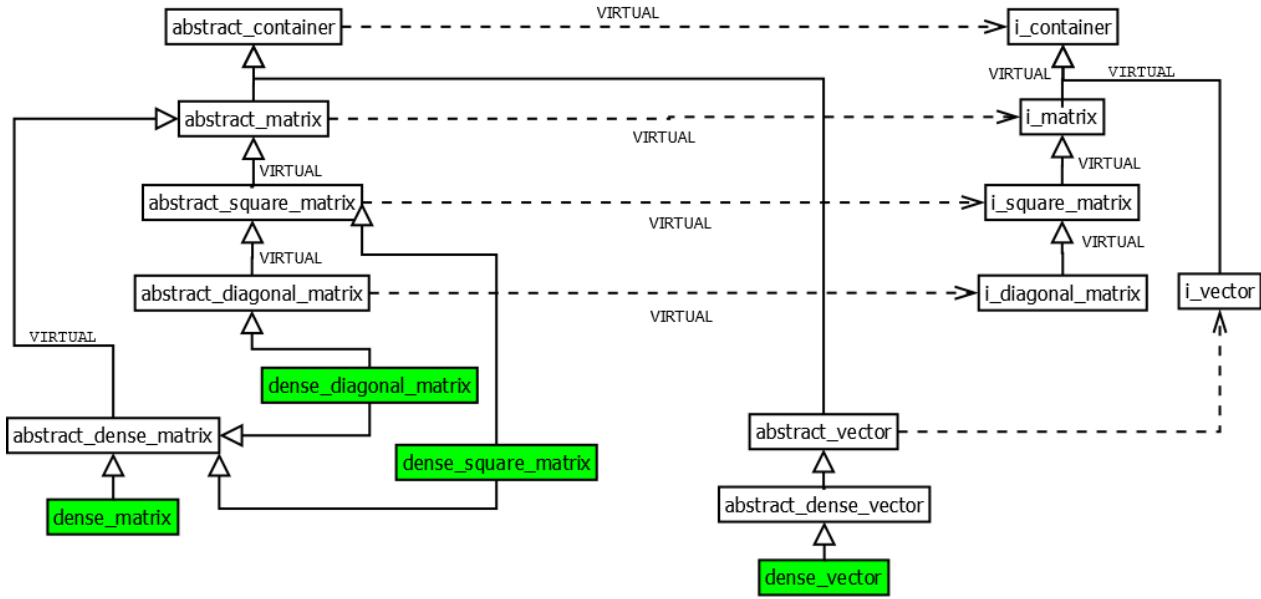 VIRTUAL
abstract_container
i_container
VIRTUAL
VIRTUAL
abstract_matrix
i_matrix
VIRTUAL
VIRTUAL
VIRTUAL
abstract_square_matrix
i_square_matrix
VIRTUAL
VIRTUAL
VIRTUAL
abstract_diagonal_matrix
i_diagonal_matrix
i_vector
VIRTUAL
VIRTUAL
dense_diagonal_matrix
abstract_dense_matrix
abstract_vector
dense_square_matrix
abstract_dense_vector
dense_matrix
dense_vector